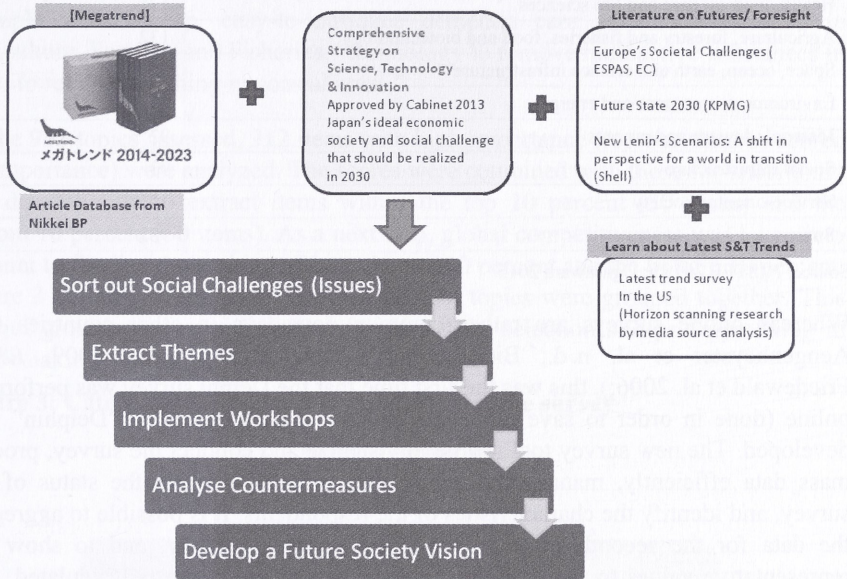 [Megatrend]
メガトレンド 2014-2023
Article Database from
Nikkei BP
Comprehensive
Strategy on
Science, Technology
& Innovation
Approved by Cabinet 2013
Japan's ideal economic
society and social challenge
that should be realized
in 2030
Literature on Futures/ Foresight
Europe's Societal Challenges (
ESPAS, EC)
Future State 2030 (KPMG)
New Lenin's Scenarios: A shift in
perspective for a world in transition
(Shell)
Learn about Latest S&T Trends
Latest trend survey
In the US
(Horizon scanning research
by media source analysis)
Sort out Social Challenges (Issues)
Extract Themes
Implement Workshops
Analyse Countermeasures
Develop a Future Society Vision